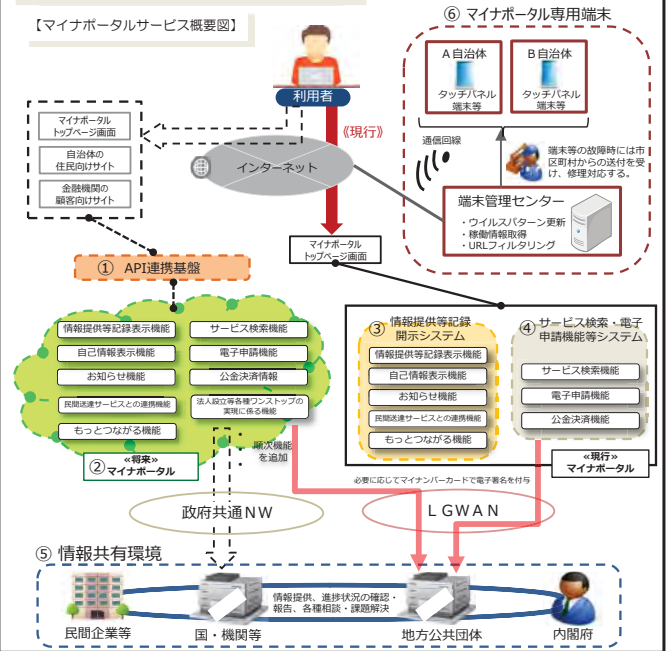 【マイナポータルサービス概要図】
利用者
《現行》
インターネット
マイナポータル
トップページ画面
自治体の
住民向けサイト
金融機関の
顧客向けサイト
⑥ マイナポータル専用端末
A自治体
タッチパネル
端末等
B自治体
タッチパネル
端末等
通信回線
端末等の故障時には市
区町村からの送付を受
け、修理対応する。
端末管理センター
・ウイルスパターン更新
・稼働情報取得
・URLフィルタリング
マイナポータル
トップページ画面
① API連携基盤
情報提供等記録表示機能
自己情報表示機能
お知らせ機能
民間送達サービスとの連携機能
もっとつながる機能
サービス検索機能
電子申請機能
公金決済情報
法人設立等各種ワンストップの
実現に係る機能
・
・
・
順次機能
を追加
②
≪将来≫
マイナポータル
③ 情報提供等記録
開示システム
情報提供等記録表示機能
自己情報表示機能
お知らせ機能
民間送達サービスとの連携機能
もっとつながる機能
④ サービス検索・電子
申請機能等システム
サービス検索機能
電子申請機能
公金決済機能
≪現行≫
マイナポータル
必要に応じてマイナンバーカードで電子署名を付与
政府共通NW
LGWAN
⑤ 情報共有環境
情報提供、進捗状況の確認・
報告、各種相談・課題解決
民間企業等
国・機関等
地方公共団体
内閣府